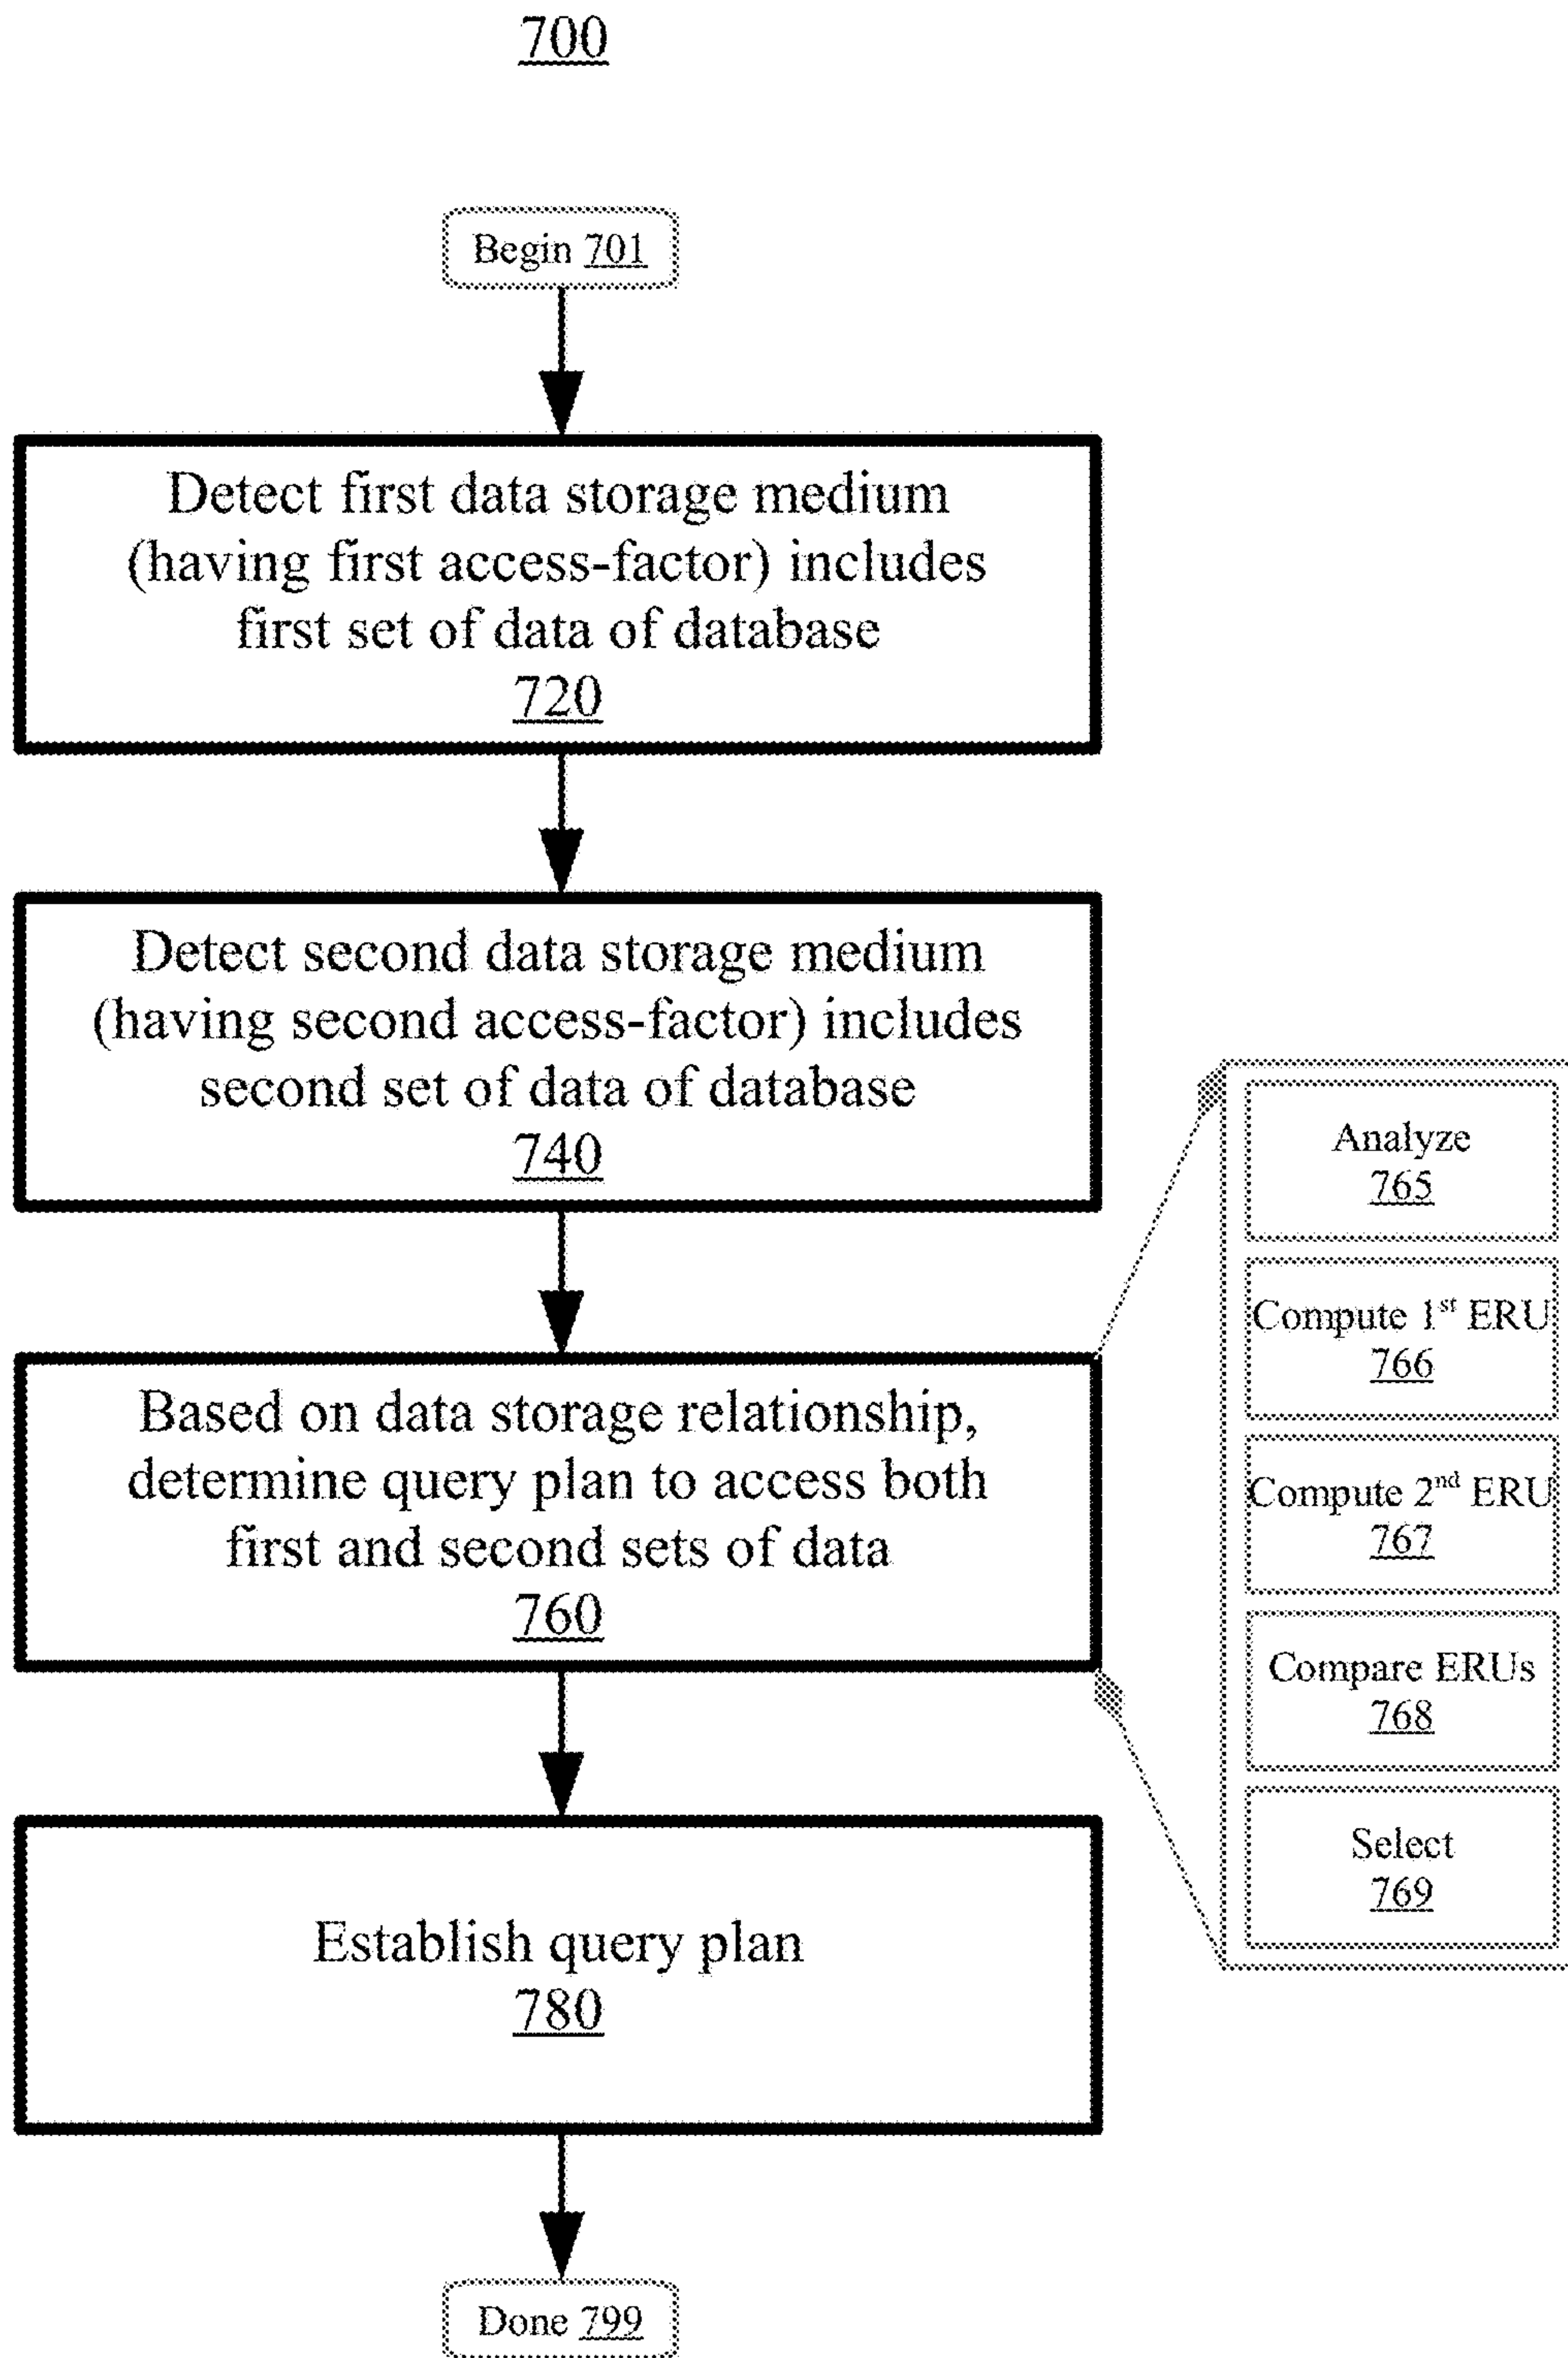 700
Begin 701
Detect first data storage medium
(having first access-factor) includes
first set of data of database
720
Detect second data storage medium
(having second access-factor) includes
second set of data of database
740
Based on data storage relationship,
determine query plan to access both
first and second sets of data
760
Analyze
765
Compute 1st ERU
766
Compute 2nd ERU
767
Compare ERUs
768
Select
769
Establish query plan
780
Done 799